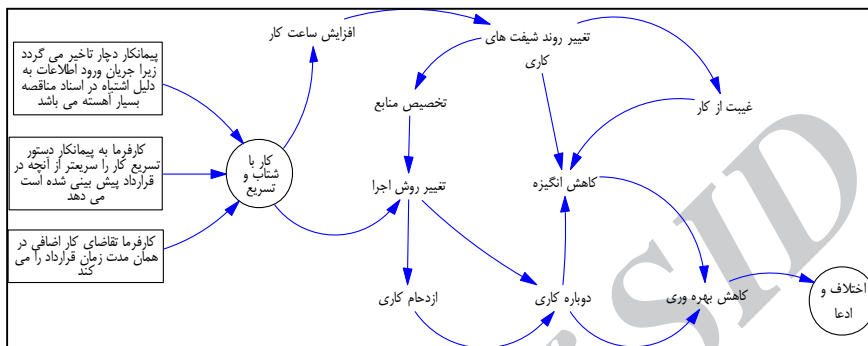 پیمانکار دچار تاخیر می گردد
زیرا جریان ورود اطلاعات به
دلیل اشتباه در اسناد مناقصه
بسیار آهسته می باشد
کارفرما به پیمانکار دستور
تسریع کار را سریعتر از آنچه در
قرارداد پیش بینی شده است
می دهد
کارفرما تقاضای کار اضافی در
همان مدت زمان قرارداد را می
کند
کار با
شتاب و
تسریع
افزایش ساعت کار
تغییر روند شیفت های
کاری
تخصیص منابع
غیبت از کار
تغییر روش اجرا
کاهش انگیزه
ازدحام کاری
دوباره کاری
کاهش بهره وری
اختلاف و
ادعا
SID